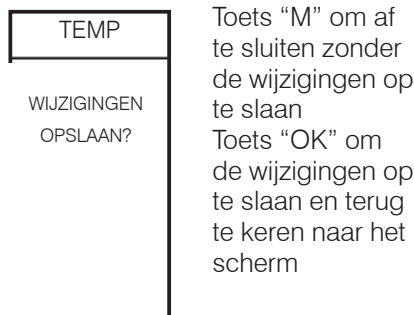 TEMP
WIJZIGINGEN
OPSLAAN?
Toets “M” om af
te sluiten zonder
de wijzigingen op
te slaan
Toets “OK” om
de wijzigingen op
te slaan en terug
te keren naar het
scherm